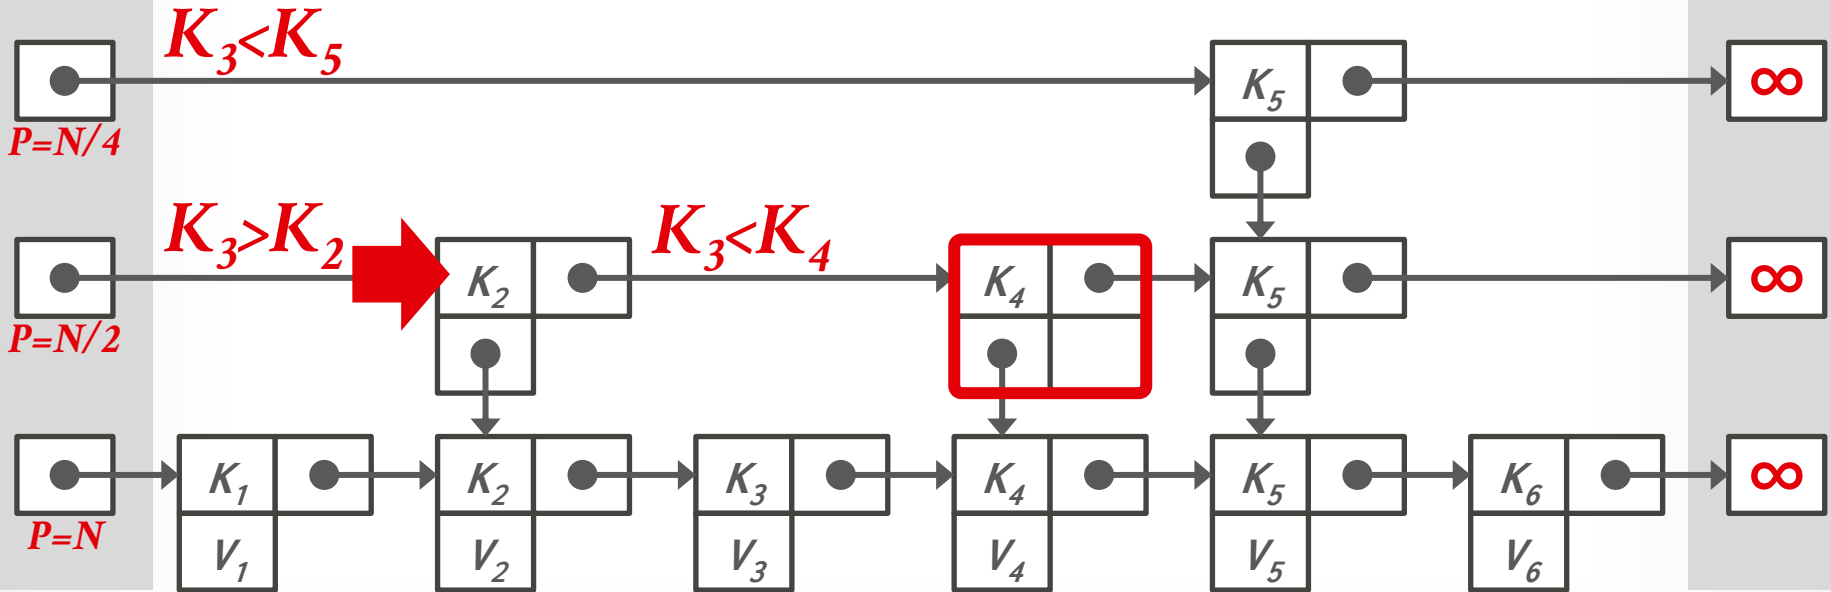 K₃<K₅
K₅ ∞
P=N/4
K₃>K₂ K₃<K₄
K₂ K₄ K₅ ∞
P=N/2
K₁ K₂ K₃ K₄ K₅ K₆ ∞
P=N
V₁ V₂ V₃ V₄ V₅ V₆